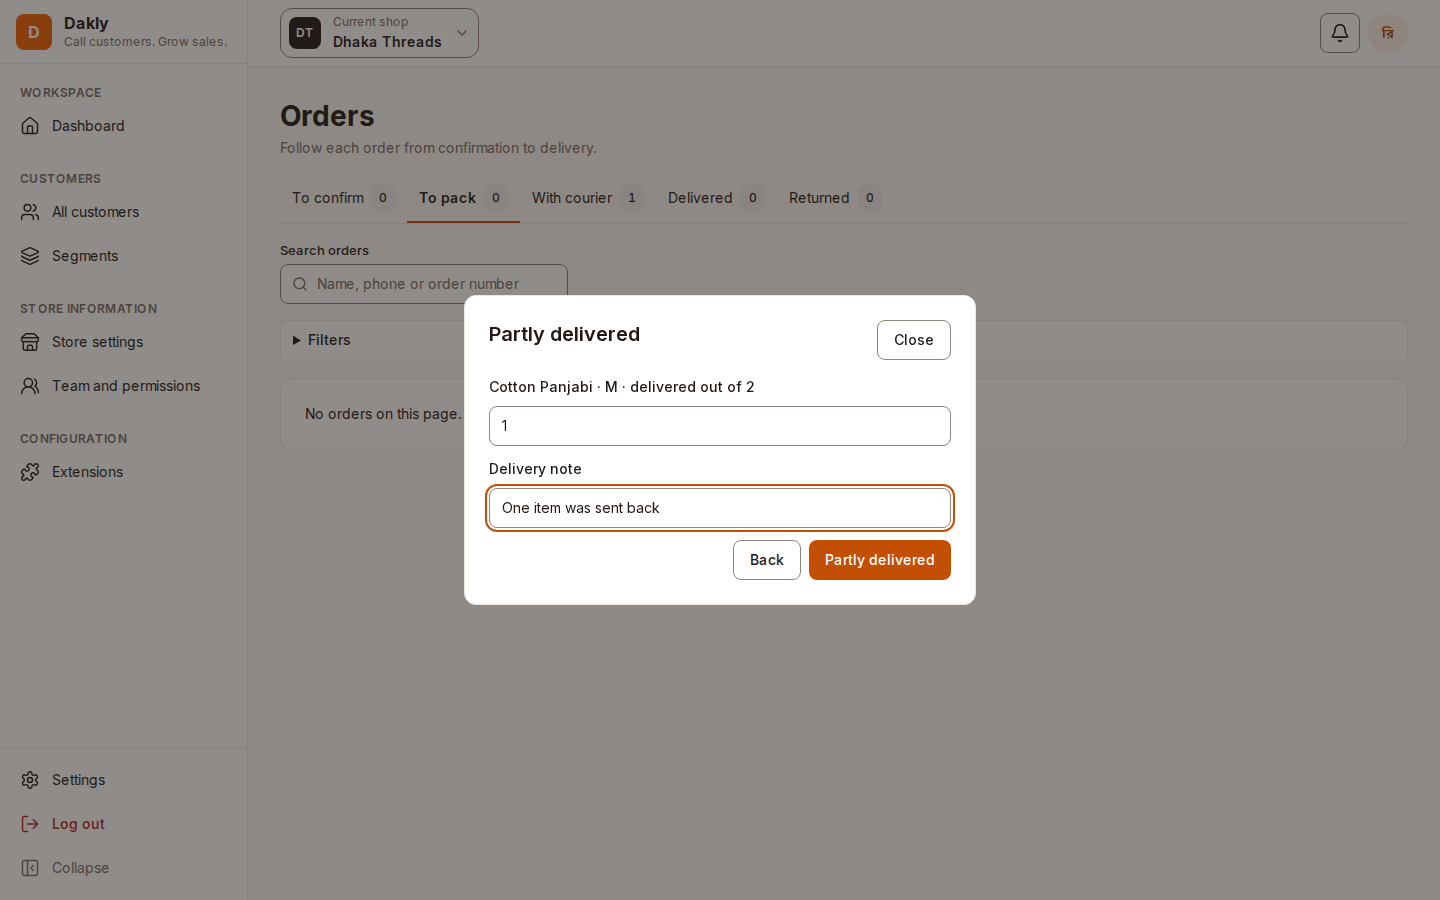 D
Dakly
Call customers. Grow sales.
DT
Current shop
Dhaka Threads
রি
WORKSPACE
Dashboard
CUSTOMERS
All customers
Segments
STORE INFORMATION
Store settings
Team and permissions
CONFIGURATION
Extensions
Settings
Log out
Collapse
Orders
Follow each order from confirmation to delivery.
To confirm 0 To pack 0 With courier 1 Delivered 0 Returned 0
Search orders
Name, phone or order number
Filters
No orders on this page.
Partly delivered
Close
Cotton Panjabi · M · delivered out of 2
1
Delivery note
One item was sent back
Back Partly delivered